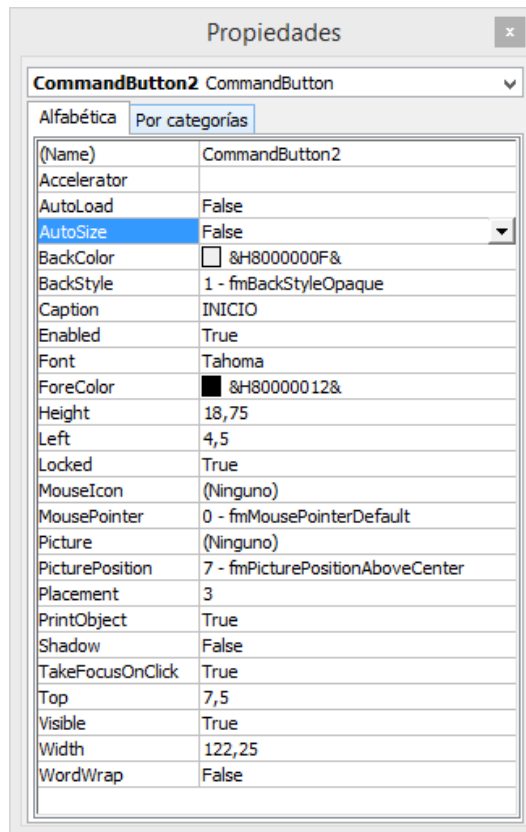 Propiedades
x
CommandButton2 CommandButton
Alfabética Por categorías
(Name) CommandButton2
Accelerator
AutoLoad False
AutoSize False
BackColor &H8000000F&
BackStyle 1 - fmBackStyleOpaque
Caption INICIO
Enabled True
Font Tahoma
ForeColor &H80000012&
Height 18,75
Left 4,5
Locked True
MouseIcon (Ninguno)
MousePointer 0 - fmMousePointerDefault
Picture (Ninguno)
PicturePosition 7 - fmPicturePositionAboveCenter
Placement 3
PrintObject True
Shadow False
TakeFocusOnClick True
Top 7,5
Visible True
Width 122,25
WordWrap False